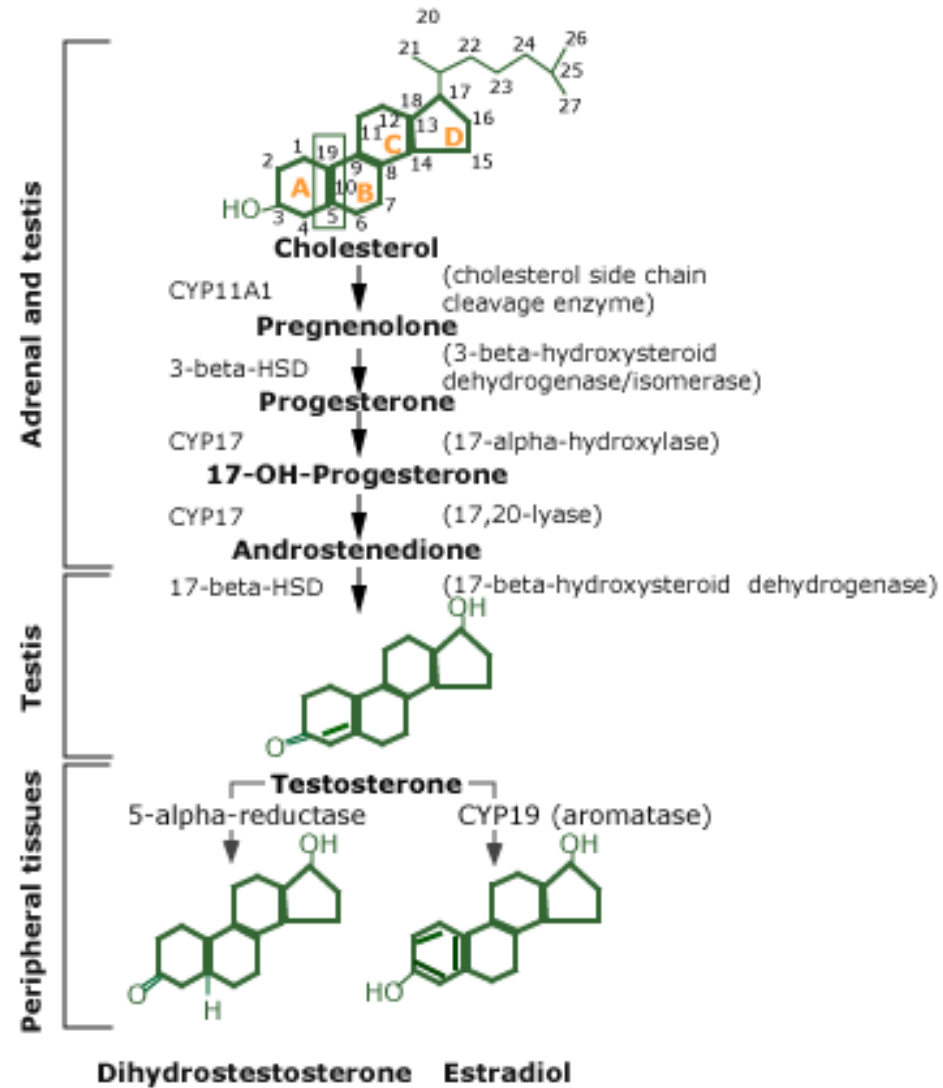 20
21
22
24
26
25
23
27
17
18
16
12
13
11
C
D
1
19
14
15
2
9
8
A
10
B
HO
3
7
5
6
4
Cholesterol
CYP11A1
(cholesterol side chain
cleavage enzyme)
Pregnenolone
3-beta-HSD
(3-beta-hydroxysteroid
dehydrogenase/isomerase)
Progesterone
CYP17
(17-alpha-hydroxylase)
17-OH-Progesterone
CYP17
(17,20-lyase)
Androstenedione
Adrenal and testis
17-beta-HSD
(17-beta-hydroxysteroid dehydrogenase)
OH
O
Testis
Testosterone
5-alpha-reductase
CYP19 (aromatase)
OH
OH
O
H
HO
Peripheral tissues
Dihydrostestosterone
Estradiol